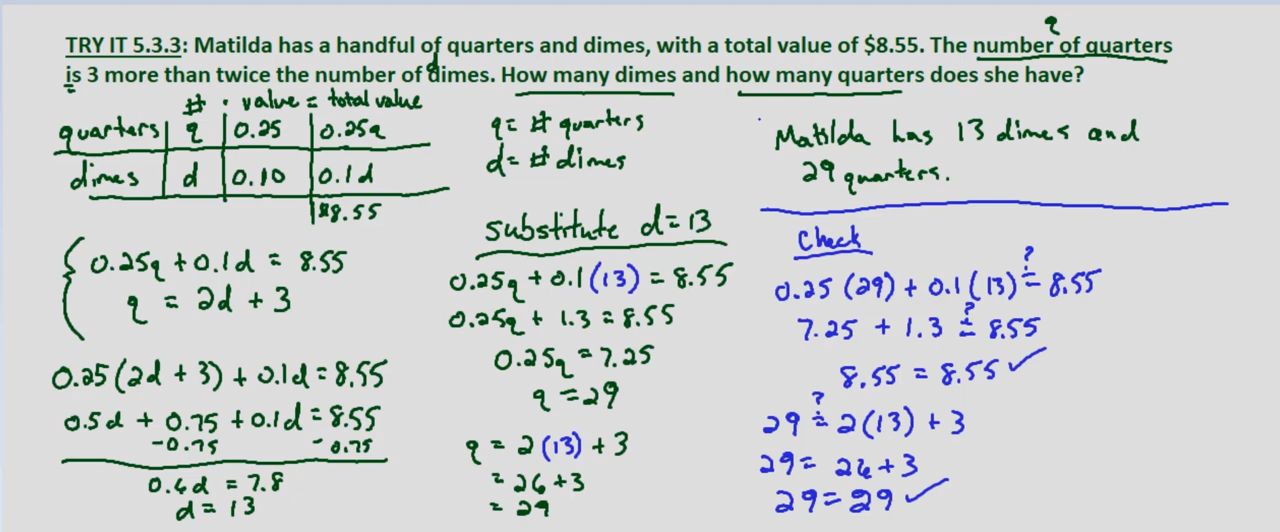 TRY IT 5.3.3: Matilda has a handful of quarters and dimes, with a total value of $8.55. The number of quarters
is 3 more than twice the number of dimes. How many dimes and how many quarters does she have?
q
d
# · value = total value
quarters q 0.25 0.25q
dimes d 0.10 0.1d
$8.55
0.25q + 0.1d = 8.55
q = 2d + 3
0.25(2d + 3) + 0.1d = 8.55
0.5d + 0.75 + 0.1d = 8.55
-0.75 -0.75
0.6d = 7.8
d = 13
q = # quarters
d = # dimes
substitute d = 13
0.25q + 0.1(13) = 8.55
0.25q + 1.3 = 8.55
0.25q = 7.25
q = 29
q = 2(13) + 3
= 26 + 3
= 29
Matilda has 13 dimes and
29 quarters.
Check
0.25(29) + 0.1(13) ≟ 8.55
7.25 + 1.3 ≟ 8.55
8.55 = 8.55 ✓
29 ≟ 2(13) + 3
29 = 26 + 3
29 = 29 ✓